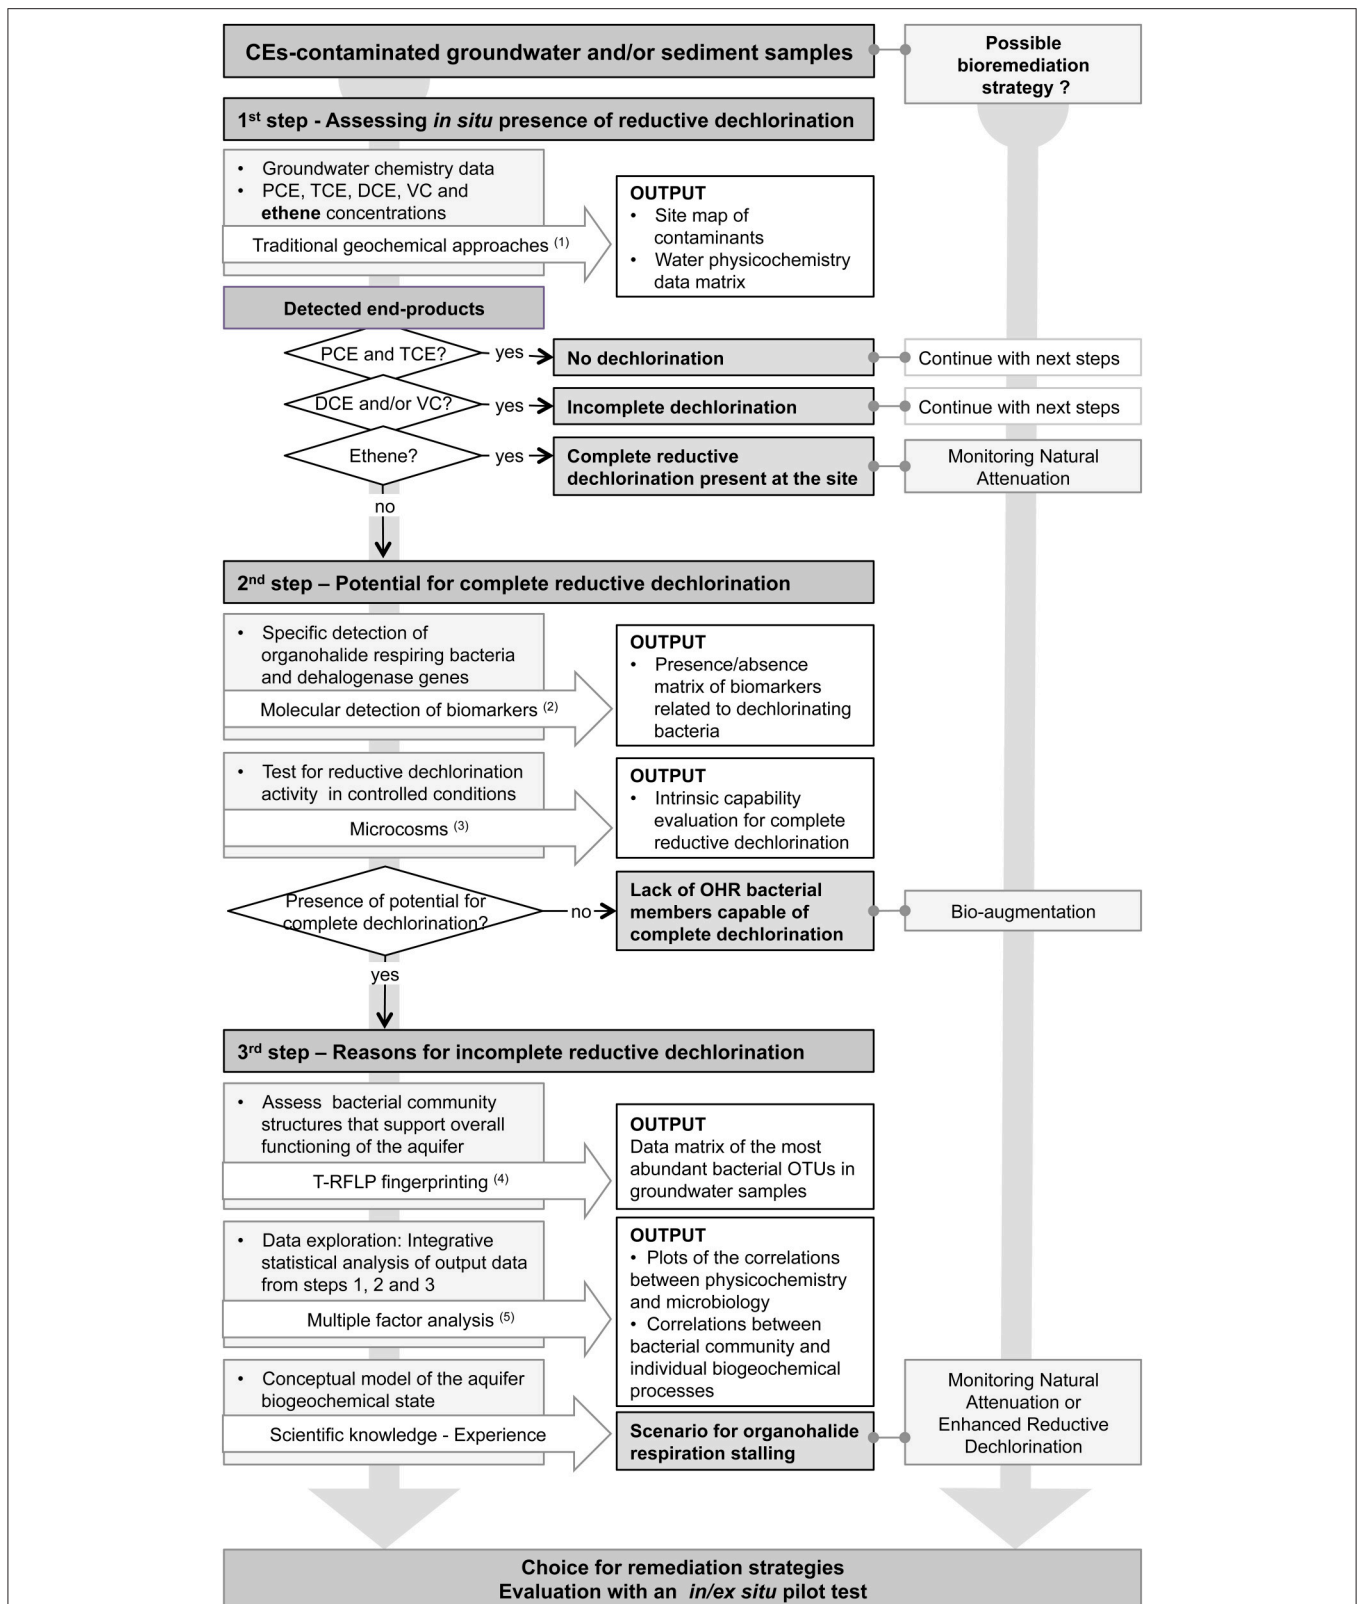 CEs-contaminated groundwater and/or sediment samples
Possible
bioremediation
strategy ?
1st step - Assessing in situ presence of reductive dechlorination
• Groundwater chemistry data
• PCE, TCE, DCE, VC and
ethene concentrations
Traditional geochemical approaches (1)
OUTPUT
• Site map of
contaminants
• Water physicochemistry
data matrix
Detected end-products
PCE and TCE?
yes
No dechlorination
Continue with next steps
DCE and/or VC?
yes
Incomplete dechlorination
Continue with next steps
Ethene?
yes
Complete reductive
dechlorination present at the site
Monitoring Natural
Attenuation
no
2nd step – Potential for complete reductive dechlorination
• Specific detection of
organohalide respiring bacteria
and dehalogenase genes
Molecular detection of biomarkers (2)
OUTPUT
• Presence/absence
matrix of biomarkers
related to dechlorinating
bacteria
• Test for reductive dechlorination
activity in controlled conditions
Microcosms (3)
OUTPUT
• Intrinsic capability
evaluation for complete
reductive dechlorination
Presence of potential for
complete dechlorination?
no
Lack of OHR bacterial
members capable of
complete dechlorination
Bio-augmentation
yes
3rd step – Reasons for incomplete reductive dechlorination
• Assess bacterial community
structures that support overall
functioning of the aquifer
T-RFLP fingerprinting (4)
OUTPUT
Data matrix of the most
abundant bacterial OTUs in
groundwater samples
• Data exploration: Integrative
statistical analysis of output data
from steps 1, 2 and 3
Multiple factor analysis (5)
OUTPUT
• Plots of the correlations
between physicochemistry
and microbiology
• Correlations between
bacterial community and
individual biogeochemical
processes
• Conceptual model of the aquifer
biogeochemical state
Scientific knowledge - Experience
Scenario for organohalide
respiration stalling
Monitoring Natural
Attenuation or
Enhanced Reductive
Dechlorination
Choice for remediation strategies
Evaluation with an in/ex situ pilot test